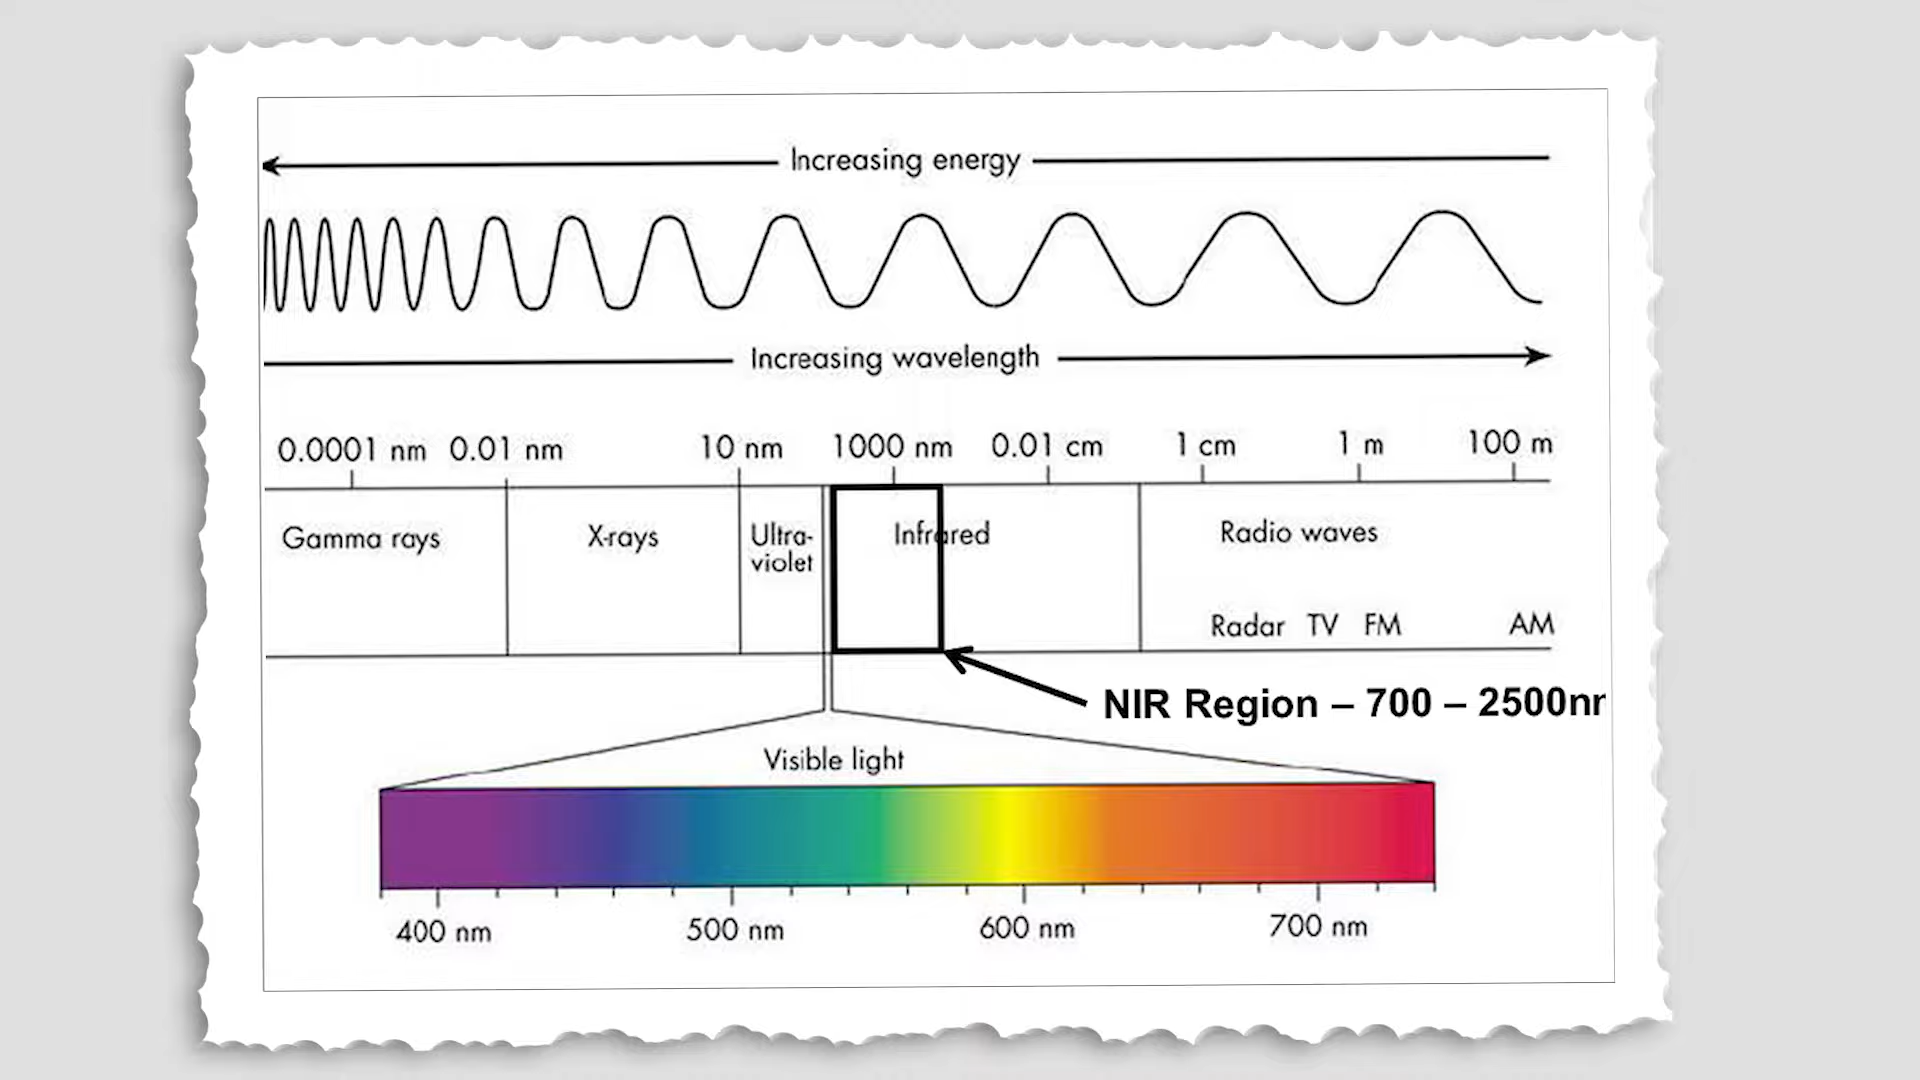 Increasing energy
Increasing wavelength
0.0001 nm 0.01 nm 10 nm 1000 nm 0.01 cm 1 cm 1 m 100 m
Gamma rays X-rays Ultra-violet Infrared Radio waves
Radar TV FM AM
NIR Region – 700 – 2500n
Visible light
400 nm 500 nm 600 nm 700 nm